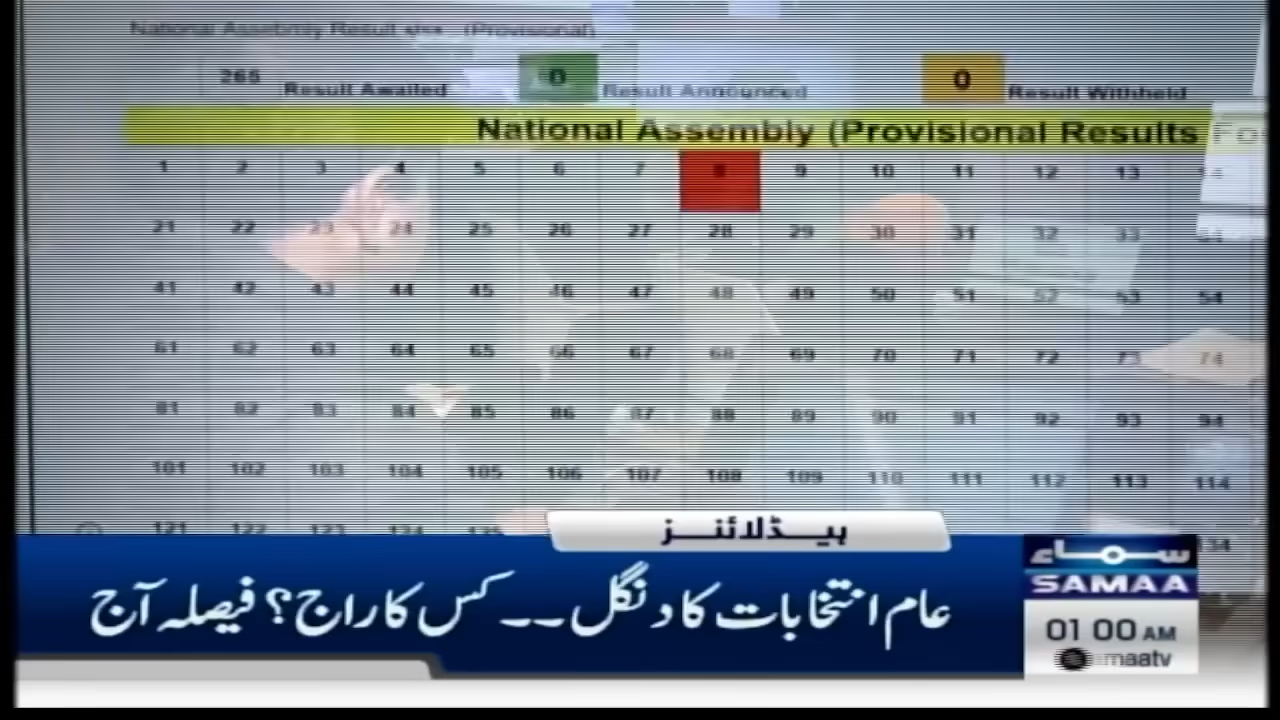 National Assembly Result (Provisional)
265 Result Awaited 0 Result Announced 0 Result Withheld
National Assembly (Provisional Results
1 2 3 4 5 6 7 8 9 10 11 12 13
21 22 23 24 25 26 27 28 29 30 31 32 33
41 42 43 44 45 46 47 48 49 50 51 52 53 54
61 62 63 64 65 66 67 68 69 70 71 72 73 74
81 82 83 84 85 86 87 88 89 90 91 92 93 94
101 102 103 104 105 106 107 108 109 110 111 112 113 114
121 122 123 124 125 134
ہیڈلائنز
عام انتخابات کا دنگل۔۔ کس کا راج؟ فیصلہ آج
سماء
SAMAA
01 00 AM